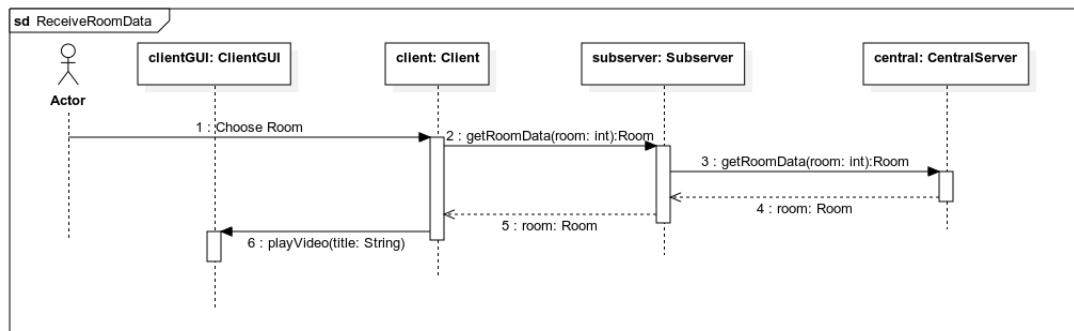 sd ReceiveRoomData
clientGUI: ClientGUI
client: Client
subserver: Subserver
central: CentralServer
Actor
1 : Choose Room
2 : getRoomData(room: int):Room
3 : getRoomData(room: int):Room
4 : room: Room
5 : room: Room
6 : playVideo(title: String)